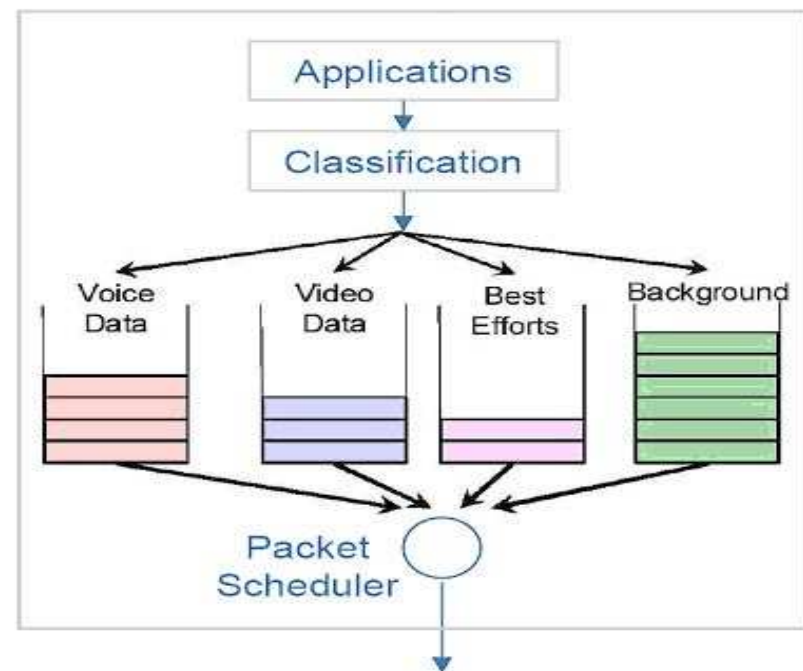 Applications
Classification
Voice
Data
Video
Data
Best
Efforts
Background
Packet
Scheduler